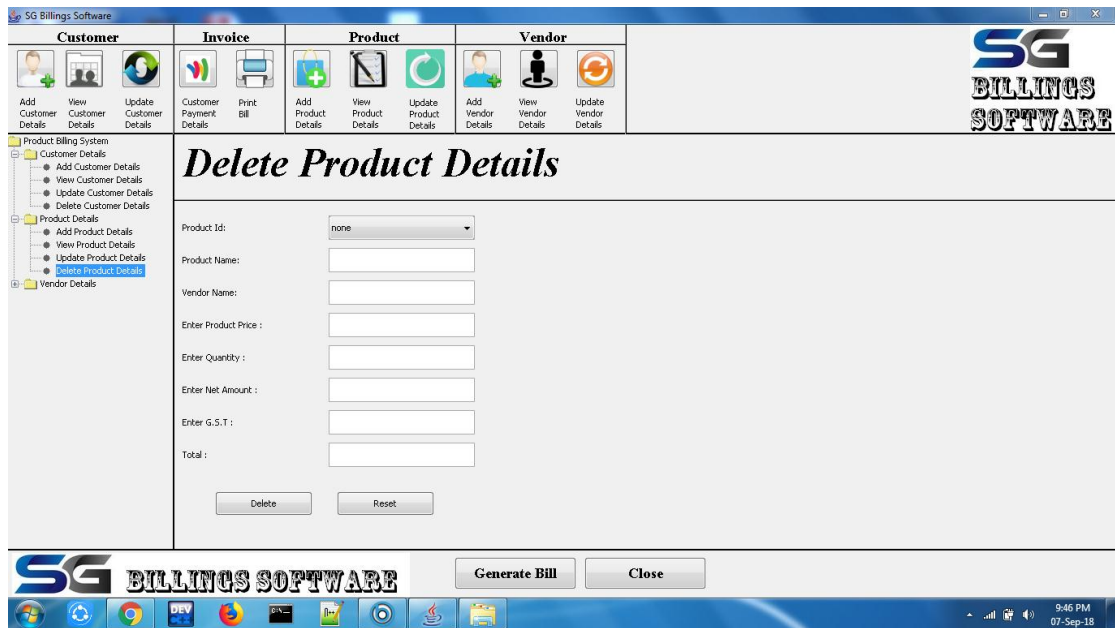 SG Billings Software
Customer Invoice Product Vendor
Add Customer Details
View Customer Details
Update Customer Details
Customer Payment Details
Print Bill
Add Product Details
View Product Details
Update Product Details
Add Vendor Details
View Vendor Details
Update Vendor Details
SG
BILLINGS
SOFTWARE
Product Billing System
Customer Details
Add Customer Details
View Customer Details
Update Customer Details
Delete Customer Details
Product Details
Add Product Details
View Product Details
Update Product Details
Delete Product Details
Vendor Details
Delete Product Details
Product Id: none
Product Name:
Vendor Name:
Enter Product Price :
Enter Quantity :
Enter Net Amount :
Enter G.S.T :
Total :
Delete Reset
SG BILLINGS SOFTWARE
Generate Bill Close
DEV
9:46 PM
07-Sep-18